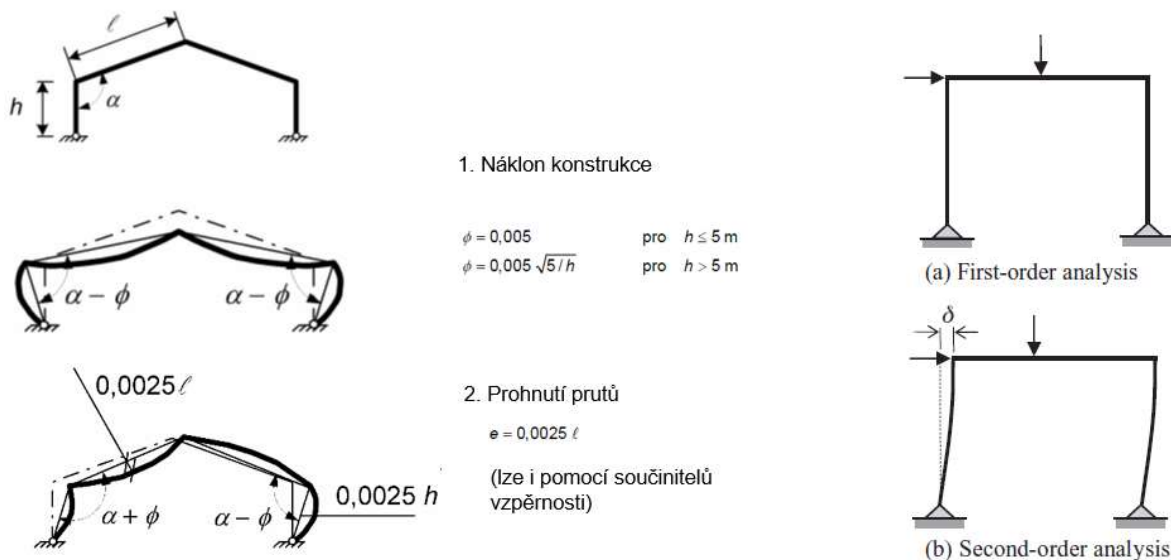 ℓ
h
α
α − ϕ
α − ϕ
0,0025ℓ
α + ϕ
α − ϕ
0,0025 h
1. Náklon konstrukce
ϕ = 0,005 pro h ≤ 5 m
ϕ = 0,005 √5/h pro h > 5 m
2. Prohnutí prutů
e = 0,0025 ℓ
(lze i pomocí součinitelů
vzpěrnosti)
(a) First-order analysis
δ
(b) Second-order analysis